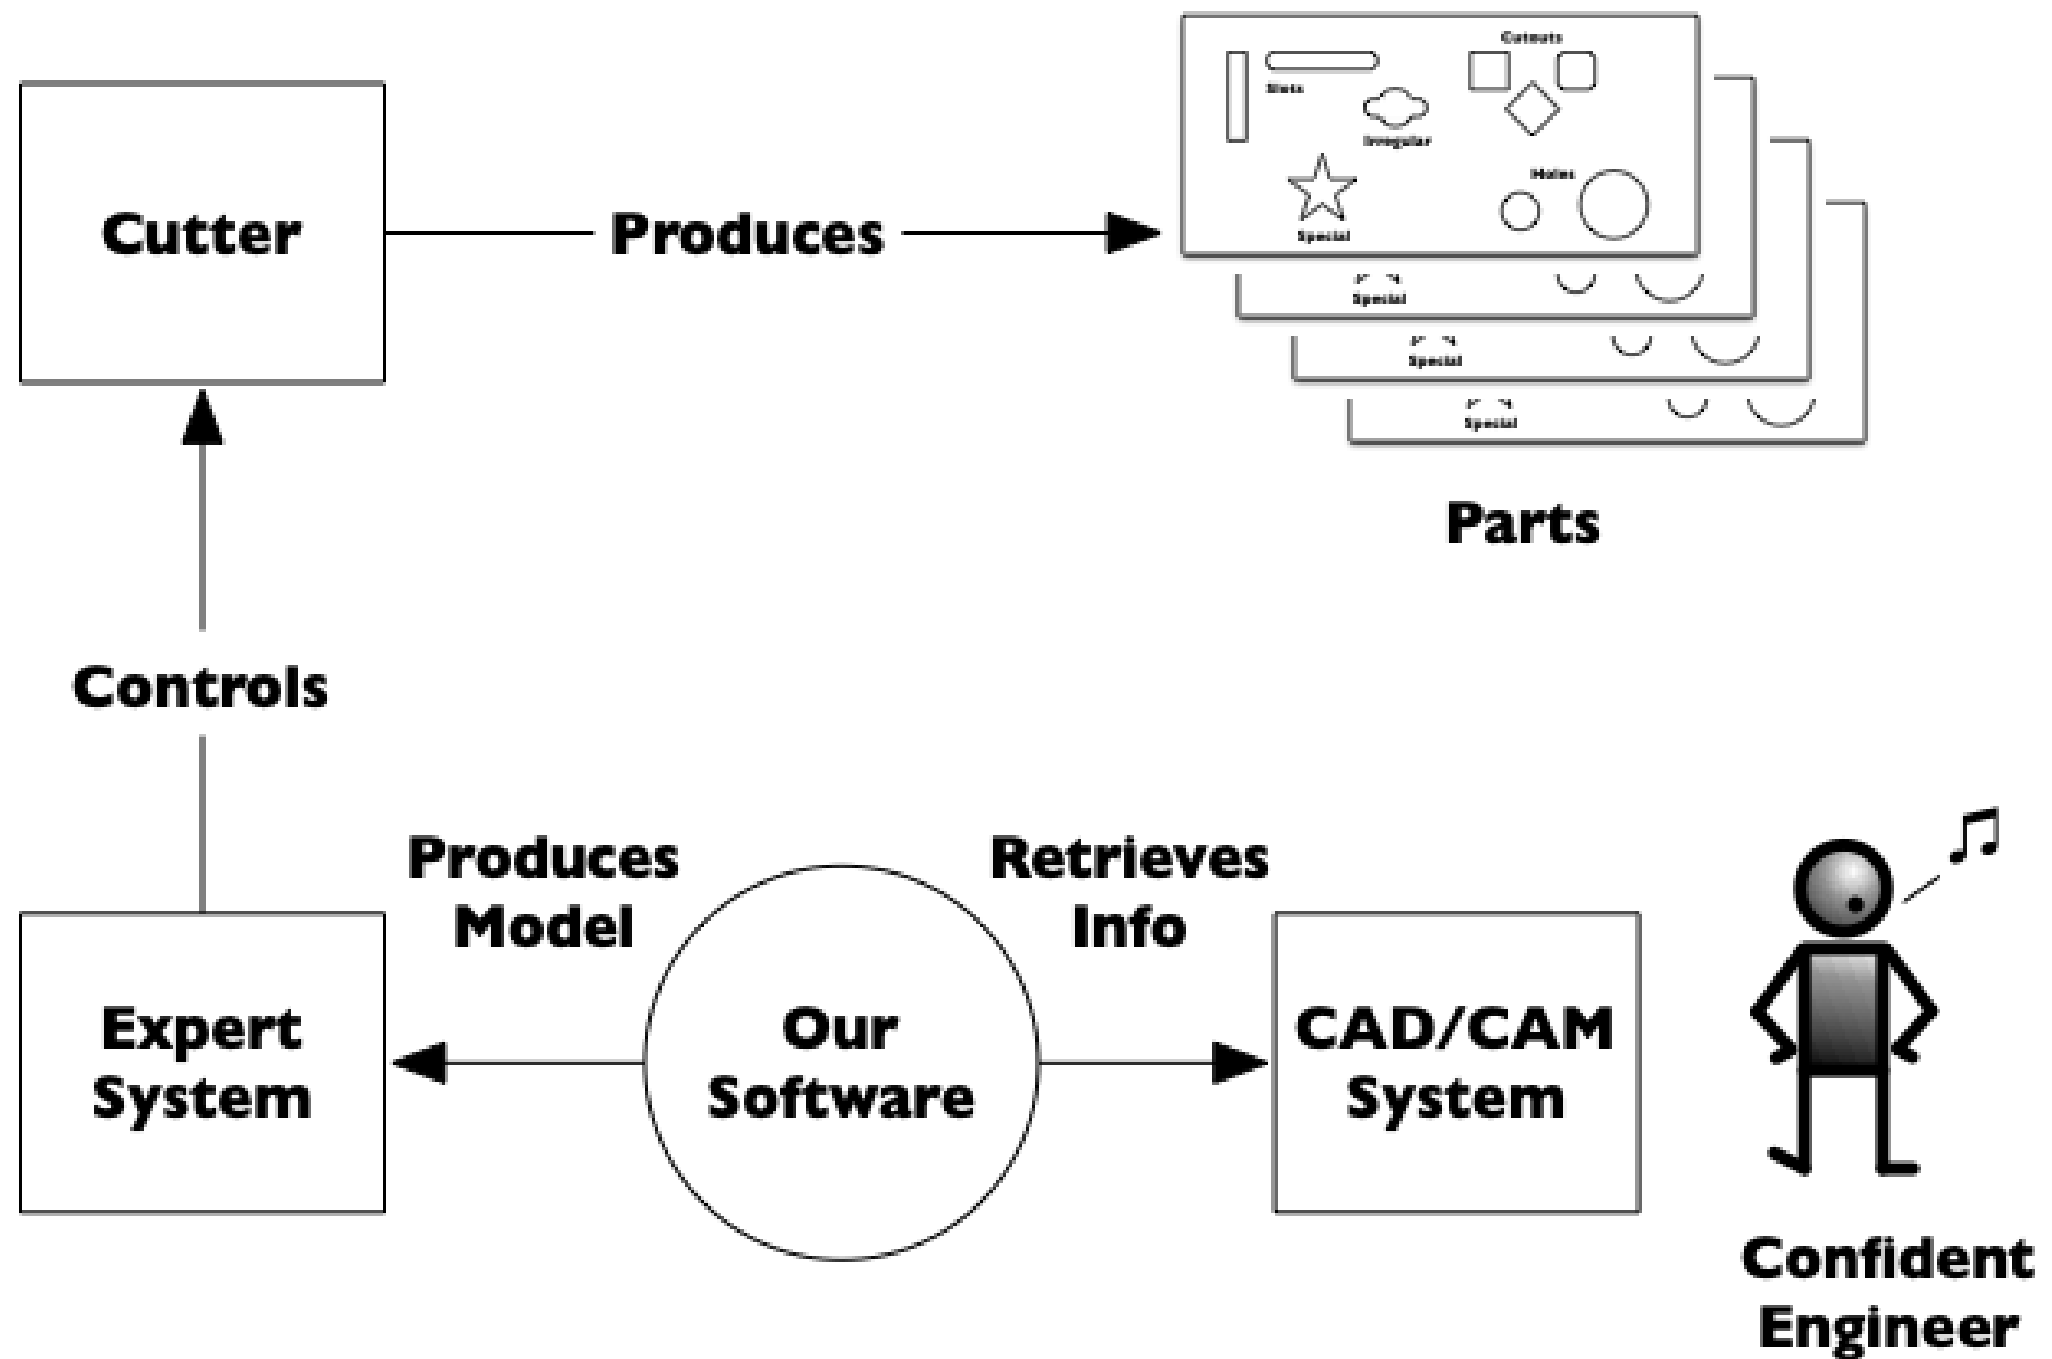 Cutouts
Slots
Irregular
Holes
Special
Cutter
Produces
Special
Special
Special
Parts
Controls
Produces
Model
Retrieves
Info
Expert
System
Our
Software
CAD/CAM
System
Confident
Engineer